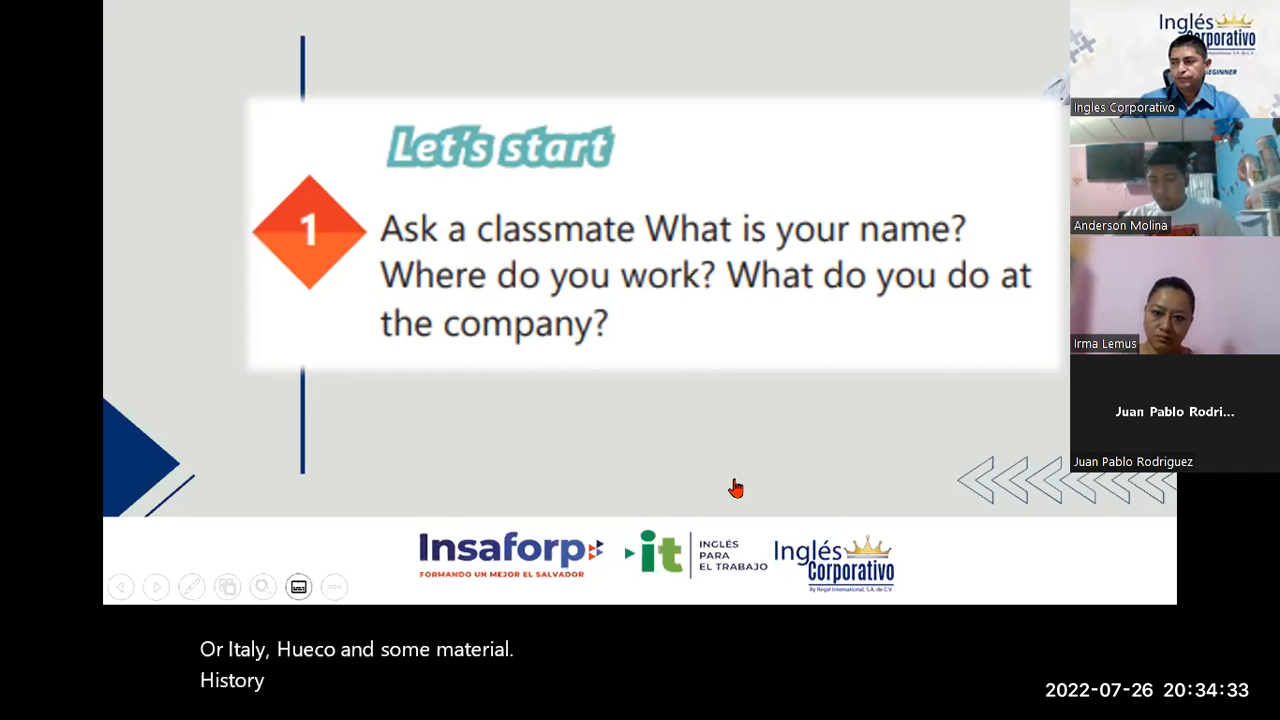 Let's start
1
Ask a classmate What is your name?
Where do you work? What do you do at
the company?
Insaforp
FORMANDO UN MEJOR EL SALVADOR
it
INGLÉS
PARA
EL TRABAJO
Inglés
Corporativo
By Regal International, S.A. de C.V.
Inglés
Corporativo
BEGINNER
Ingles Corporativo
Anderson Molina
Irma Lemus
Juan Pablo Rodri...
Juan Pablo Rodriguez
Or Italy, Hueco and some material.
History
2022-07-26 20:34:33